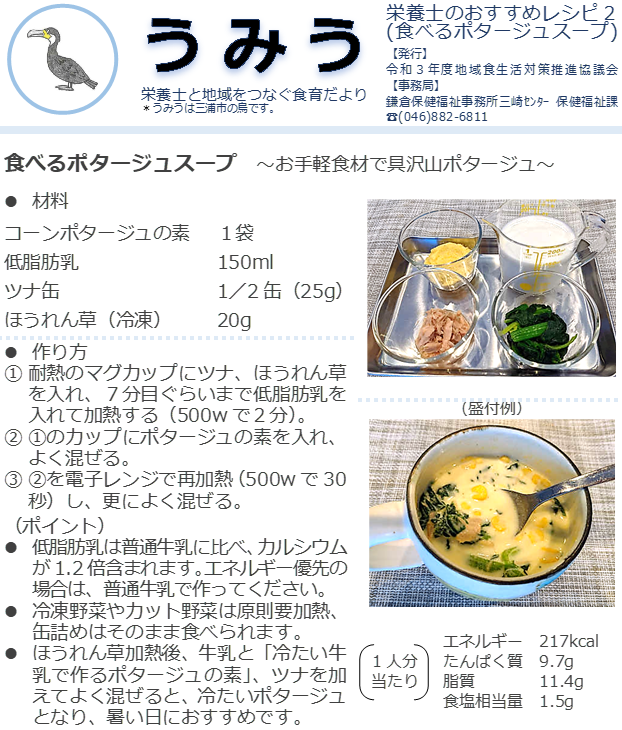 うみう
栄養士と地域をつなぐ食育だより
＊うみうは三浦市の鳥です。
栄養士のおすすめレシピ２
(食べるポタージュスープ)
【発行】
令和３年度地域食生活対策推進協議会
【事務局】
鎌倉保健福祉事務所三崎ｾﾝﾀｰ 保健福祉課
☎(046)882-6811
食べるポタージュスープ　～お手軽食材で具沢山ポタージュ～
● 材料
コーンポタージュの素　１袋
低脂肪乳　150ml
ツナ缶　1／2缶（25g）
ほうれん草（冷凍）　20g
● 作り方
① 耐熱のマグカップにツナ、ほうれん草
を入れ、７分目ぐらいまで低脂肪乳を
入れて加熱する（500wで２分）。
② ①のカップにポタージュの素を入れ、
よく混ぜる。
③ ②を電子レンジで再加熱（500wで30
秒）し、更によく混ぜる。
（ポイント）
● 低脂肪乳は普通牛乳に比べ、カルシウム
が1.2倍含まれます。エネルギー優先の
場合は、普通牛乳で作ってください。
● 冷凍野菜やカット野菜は原則要加熱、
缶詰めはそのまま食べられます。
● ほうれん草加熱後、牛乳と「冷たい牛
乳で作るポタージュの素」、ツナを加
えてよく混ぜると、冷たいポタージュ
となり、暑い日におすすめです。
（盛付例）
１人分
当たり
エネルギー　217kcal
たんぱく質　9.7g
脂質　11.4g
食塩相当量　1.5g